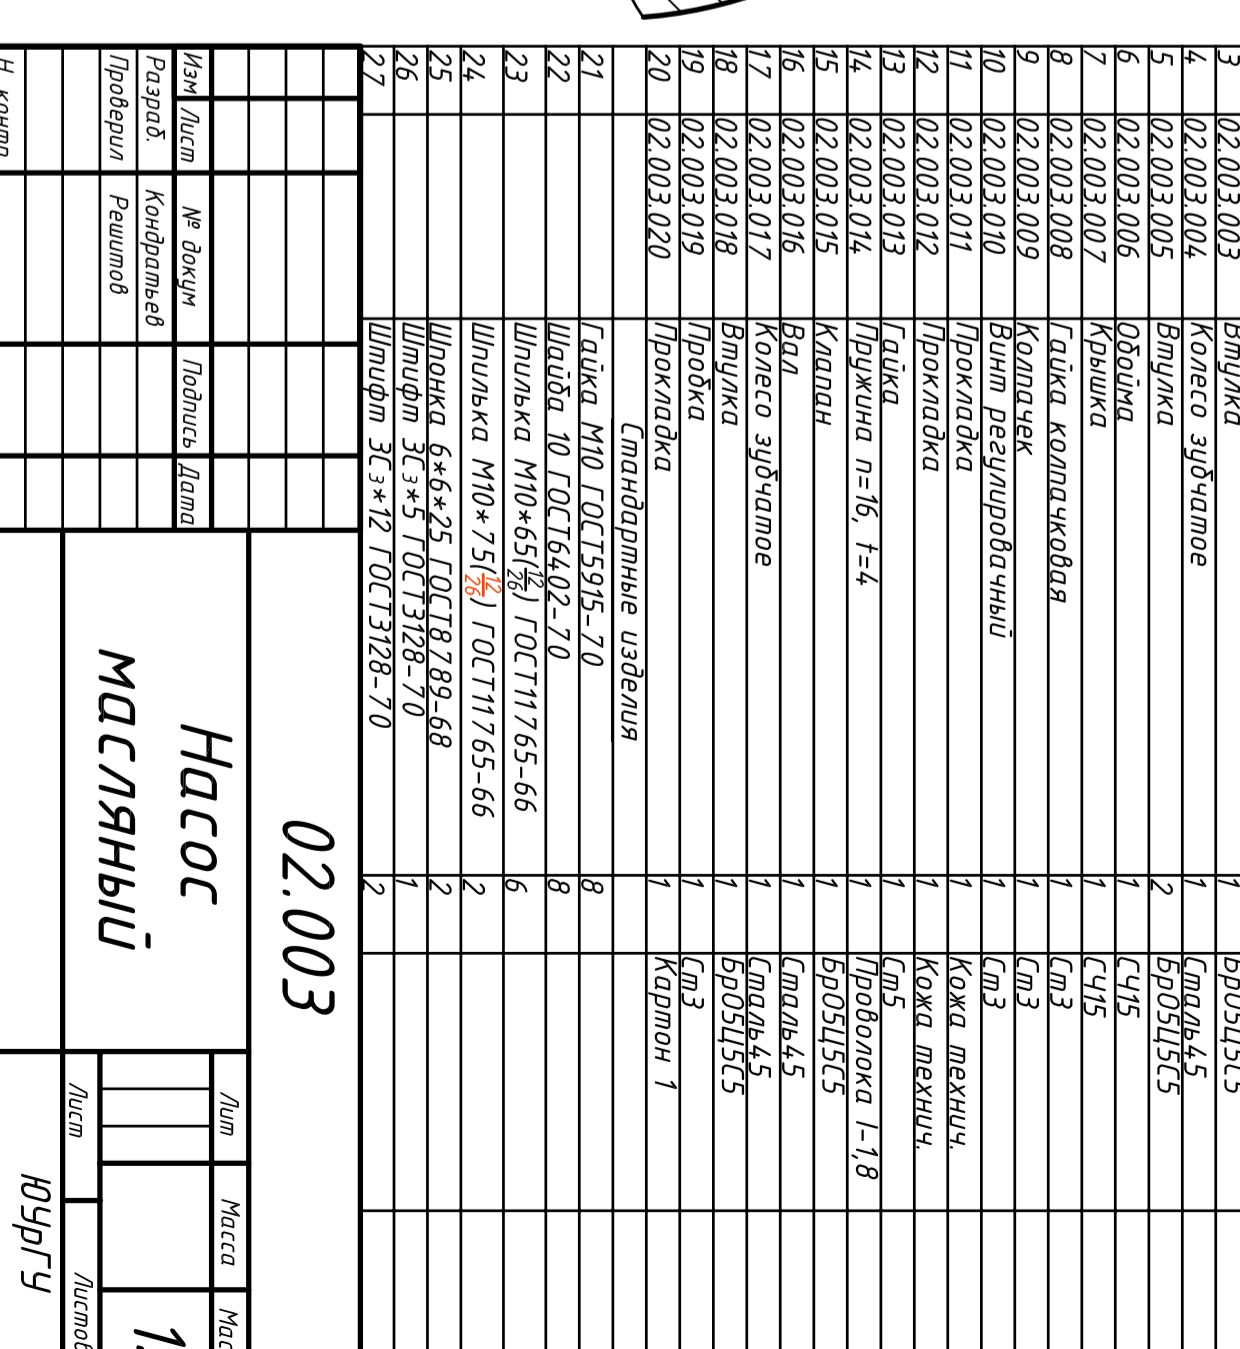 3 02.003.003 Втулка 1 БрО5Ц5С5
4 02.003.004 Колесо зубчатое 1 Сталь45
5 02.003.005 Втулка 2 БрО5Ц5С5
6 02.003.006 Обойма 1 СЧ15
7 02.003.007 Крышка 1 СЧ15
8 02.003.008 Гайка колпачковая 1 Ст3
9 02.003.009 Колпачек 1 Ст3
10 02.003.010 Винт регулировачный 1 Ст3
11 02.003.011 Прокладка 1 Кожа технич.
12 02.003.012 Прокладка 1 Кожа технич.
13 02.003.013 Гайка 1 Ст5
14 02.003.014 Пружина n=16, t=4 1 Проволока I-1,8
15 02.003.015 Клапан 1 БрО5Ц5С5
16 02.003.016 Вал 1 Сталь45
17 02.003.017 Колесо зубчатое 1 Сталь45
18 02.003.018 Втулка 1 БрО5Ц5С5
19 02.003.019 Пробка 1 Ст3
20 02.003.020 Прокладка 1 Картон 1
Стандартные изделия
21 Гайка М10 ГОСТ5915-70 8
22 Шайба 10 ГОСТ6402-70 8
23 Шпилька М10*65(12/26) ГОСТ11765-66 6
24 Шпилька М10*75(12/26) ГОСТ11765-66 2
25 Шпонка 6*6*25 ГОСТ8789-68 2
26 Штифт 3С3*5 ГОСТ3128-70 1
27 Штифт 3С3*12 ГОСТ3128-70 2
02.003
Изм Лист № докум Подпись Дата
Разраб. Кондратьев
Проверил Решитов
Н контр
Насос
масляный
Лит Масса Мас
1:
Лист Листов
ЮУрГУ